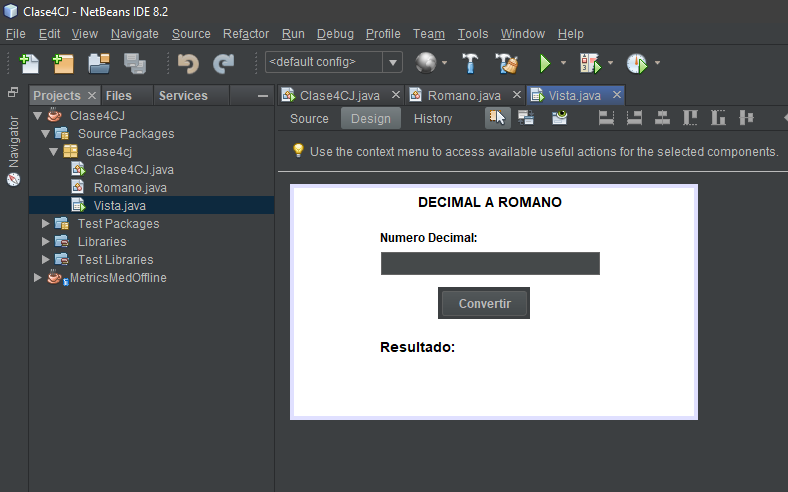 Clase4CJ - NetBeans IDE 8.2
File Edit View Navigate Source Refactor Run Debug Profile Team Tools Window Help
<default config>
Projects Files Services
Clase4CJ.java Romano.java Vista.java
Navigator
Clase4CJ
Source Packages
clase4cj
Clase4CJ.java
Romano.java
Vista.java
Test Packages
Libraries
Test Libraries
MetricsMedOffline
Source Design History
Use the context menu to access available useful actions for the selected components.
DECIMAL A ROMANO
Numero Decimal:
Convertir
Resultado: